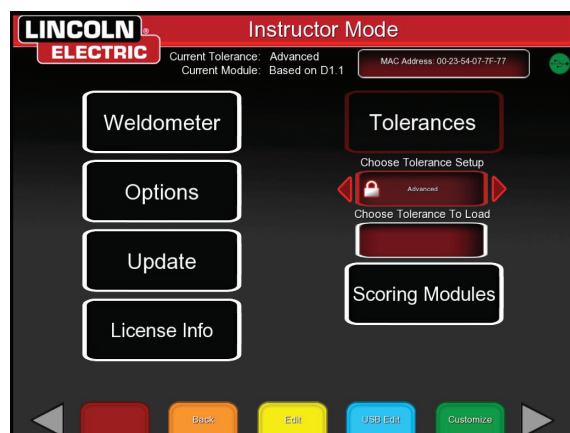 LINCOLN ®
ELECTRIC
Instructor Mode
Current Tolerance: Advanced
Current Module: Based on D1.1
MAC Address: 00-23-54-07-7F-77
Weldometer
Options
Update
License Info
Tolerances
Choose Tolerance Setup
Advanced
Choose Tolerance To Load
Scoring Modules
Back
Edit
USB Edit
Customize